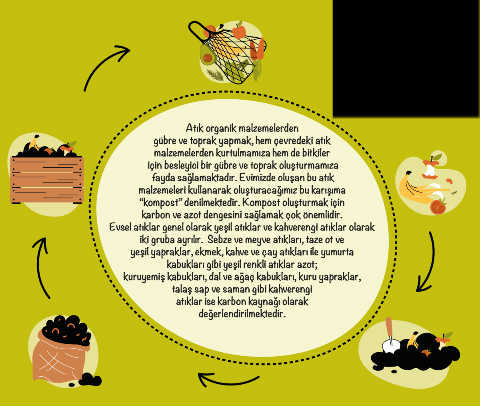 Atık organik malzemelerden
gübre ve toprak yapmak, hem çevredeki atık
malzemelerden kurtulmamıza hem de bitkiler
için besleyici bir gübre ve toprak oluşturmamıza
fayda sağlamaktadır. Evimizde oluşan bu atık
malzemeleri kullanarak oluşturacağımız bu karışıma
"kompost" denilmektedir. Kompost oluşturmak için
karbon ve azot dengesini sağlamak çok önemlidir.
Evsel atıklar genel olarak yeşil atıklar ve kahverengi atıklar olarak
iki gruba ayrılır. Sebze ve meyve atıkları, taze ot ve
yeşil yapraklar, ekmek, kahve ve çay atıkları ile yumurta
kabukları gibi yeşil renkli atıklar azot;
kuruyemiş kabukları, dal ve ağaç kabukları, kuru yapraklar,
talaş sap ve saman gibi kahverengi
atıklar ise karbon kaynağı olarak
değerlendirilmektedir.